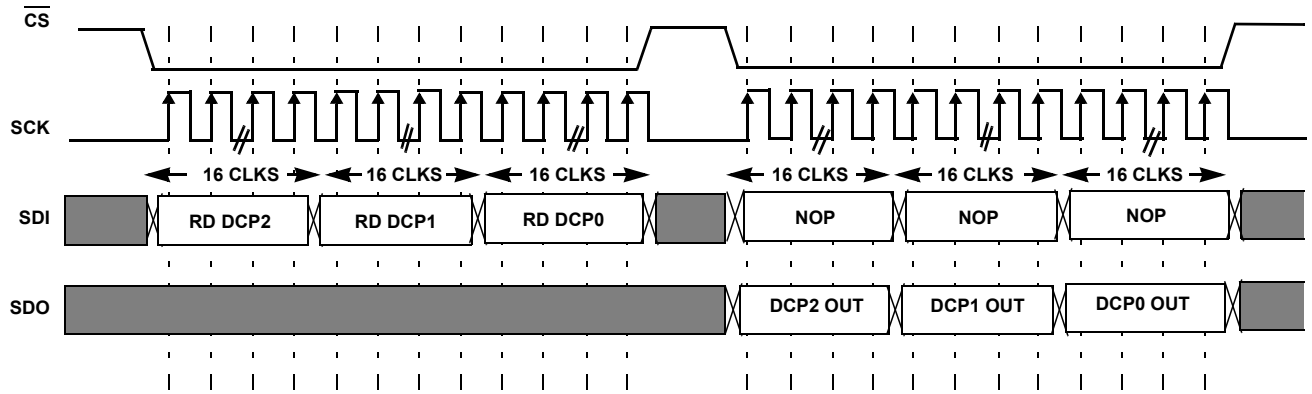 CS
SCK
16 CLKS 16 CLKS 16 CLKS 16 CLKS 16 CLKS 16 CLKS
SDI RD DCP2 RD DCP1 RD DCP0 NOP NOP NOP
SDO DCP2 OUT DCP1 OUT DCP0 OUT